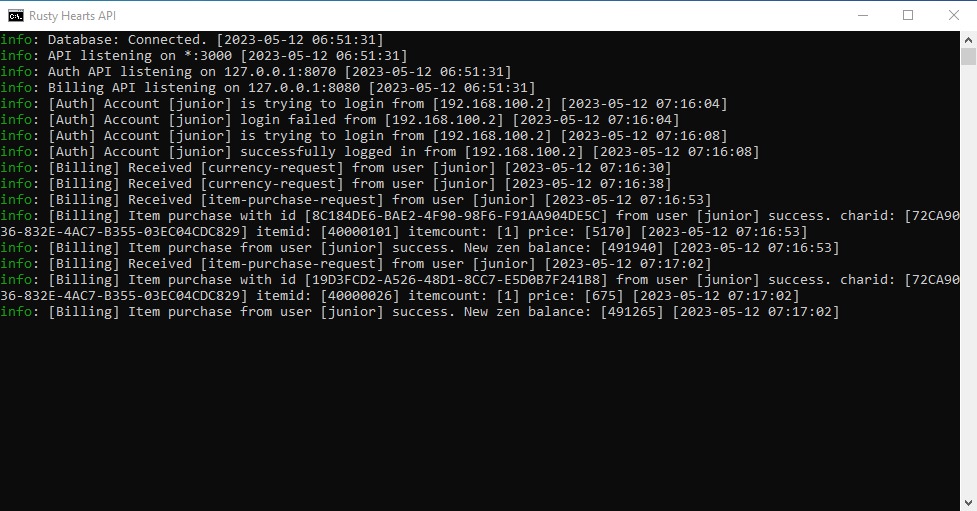 Rusty Hearts API
info: Database: Connected. [2023-05-12 06:51:31]
info: API listening on *:3000 [2023-05-12 06:51:31]
info: Auth API listening on 127.0.0.1:8070 [2023-05-12 06:51:31]
info: Billing API listening on 127.0.0.1:8080 [2023-05-12 06:51:31]
info: [Auth] Account [junior] is trying to login from [192.168.100.2] [2023-05-12 07:16:04]
info: [Auth] Account [junior] login failed from [192.168.100.2] [2023-05-12 07:16:04]
info: [Auth] Account [junior] is trying to login from [192.168.100.2] [2023-05-12 07:16:08]
info: [Auth] Account [junior] successfully logged in from [192.168.100.2] [2023-05-12 07:16:08]
info: [Billing] Received [currency-request] from user [junior] [2023-05-12 07:16:30]
info: [Billing] Received [currency-request] from user [junior] [2023-05-12 07:16:38]
info: [Billing] Received [item-purchase-request] from user [junior] [2023-05-12 07:16:53]
info: [Billing] Item purchase with id [8C184DE6-BAE2-4F90-98F6-F91AA904DE5C] from user [junior] success. charid: [72CA90
36-832E-4AC7-B355-03EC04CDC829] itemid: [40000101] itemcount: [1] price: [5170] [2023-05-12 07:16:53]
info: [Billing] Item purchase from user [junior] success. New zen balance: [491940] [2023-05-12 07:16:53]
info: [Billing] Received [item-purchase-request] from user [junior] [2023-05-12 07:17:02]
info: [Billing] Item purchase with id [19D3FCD2-A526-48D1-8CC7-E5D0B7F241B8] from user [junior] success. charid: [72CA90
36-832E-4AC7-B355-03EC04CDC829] itemid: [40000026] itemcount: [1] price: [675] [2023-05-12 07:17:02]
info: [Billing] Item purchase from user [junior] success. New zen balance: [491265] [2023-05-12 07:17:02]